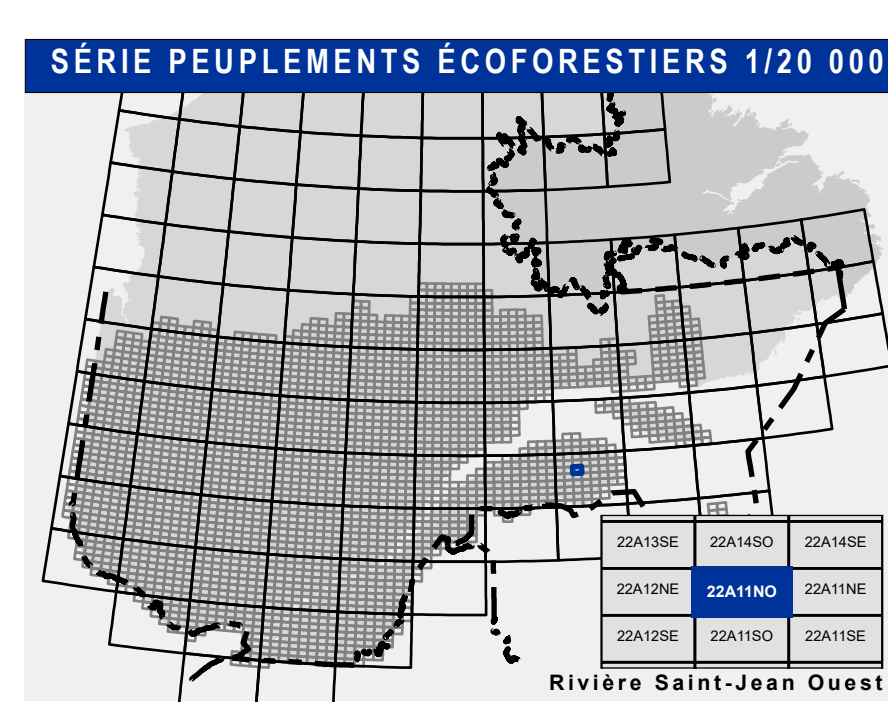 SÉRIE PEUPLEMENTS ÉCOFORESTIERS 1/20 000
22A13SE 22A14SO 22A14SE
22A12NE 22A11NO 22A11NE
22A12SE 22A11SO 22A11SE
Rivière Saint-Jean Ouest